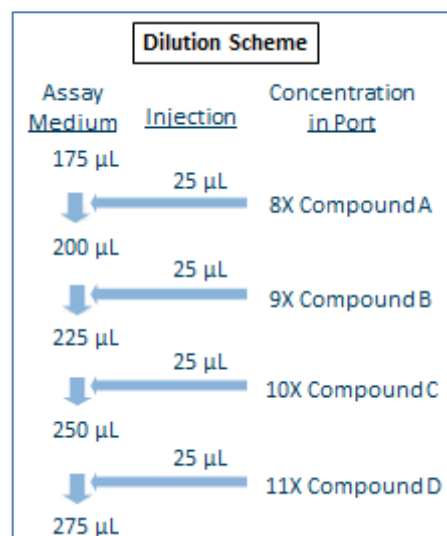 Dilution Scheme
Assay Medium
Injection
Concentration in Port
175 µL
25 µL
8X Compound A
200 µL
25 µL
9X Compound B
225 µL
25 µL
10X Compound C
250 µL
25 µL
11X Compound D
275 µL